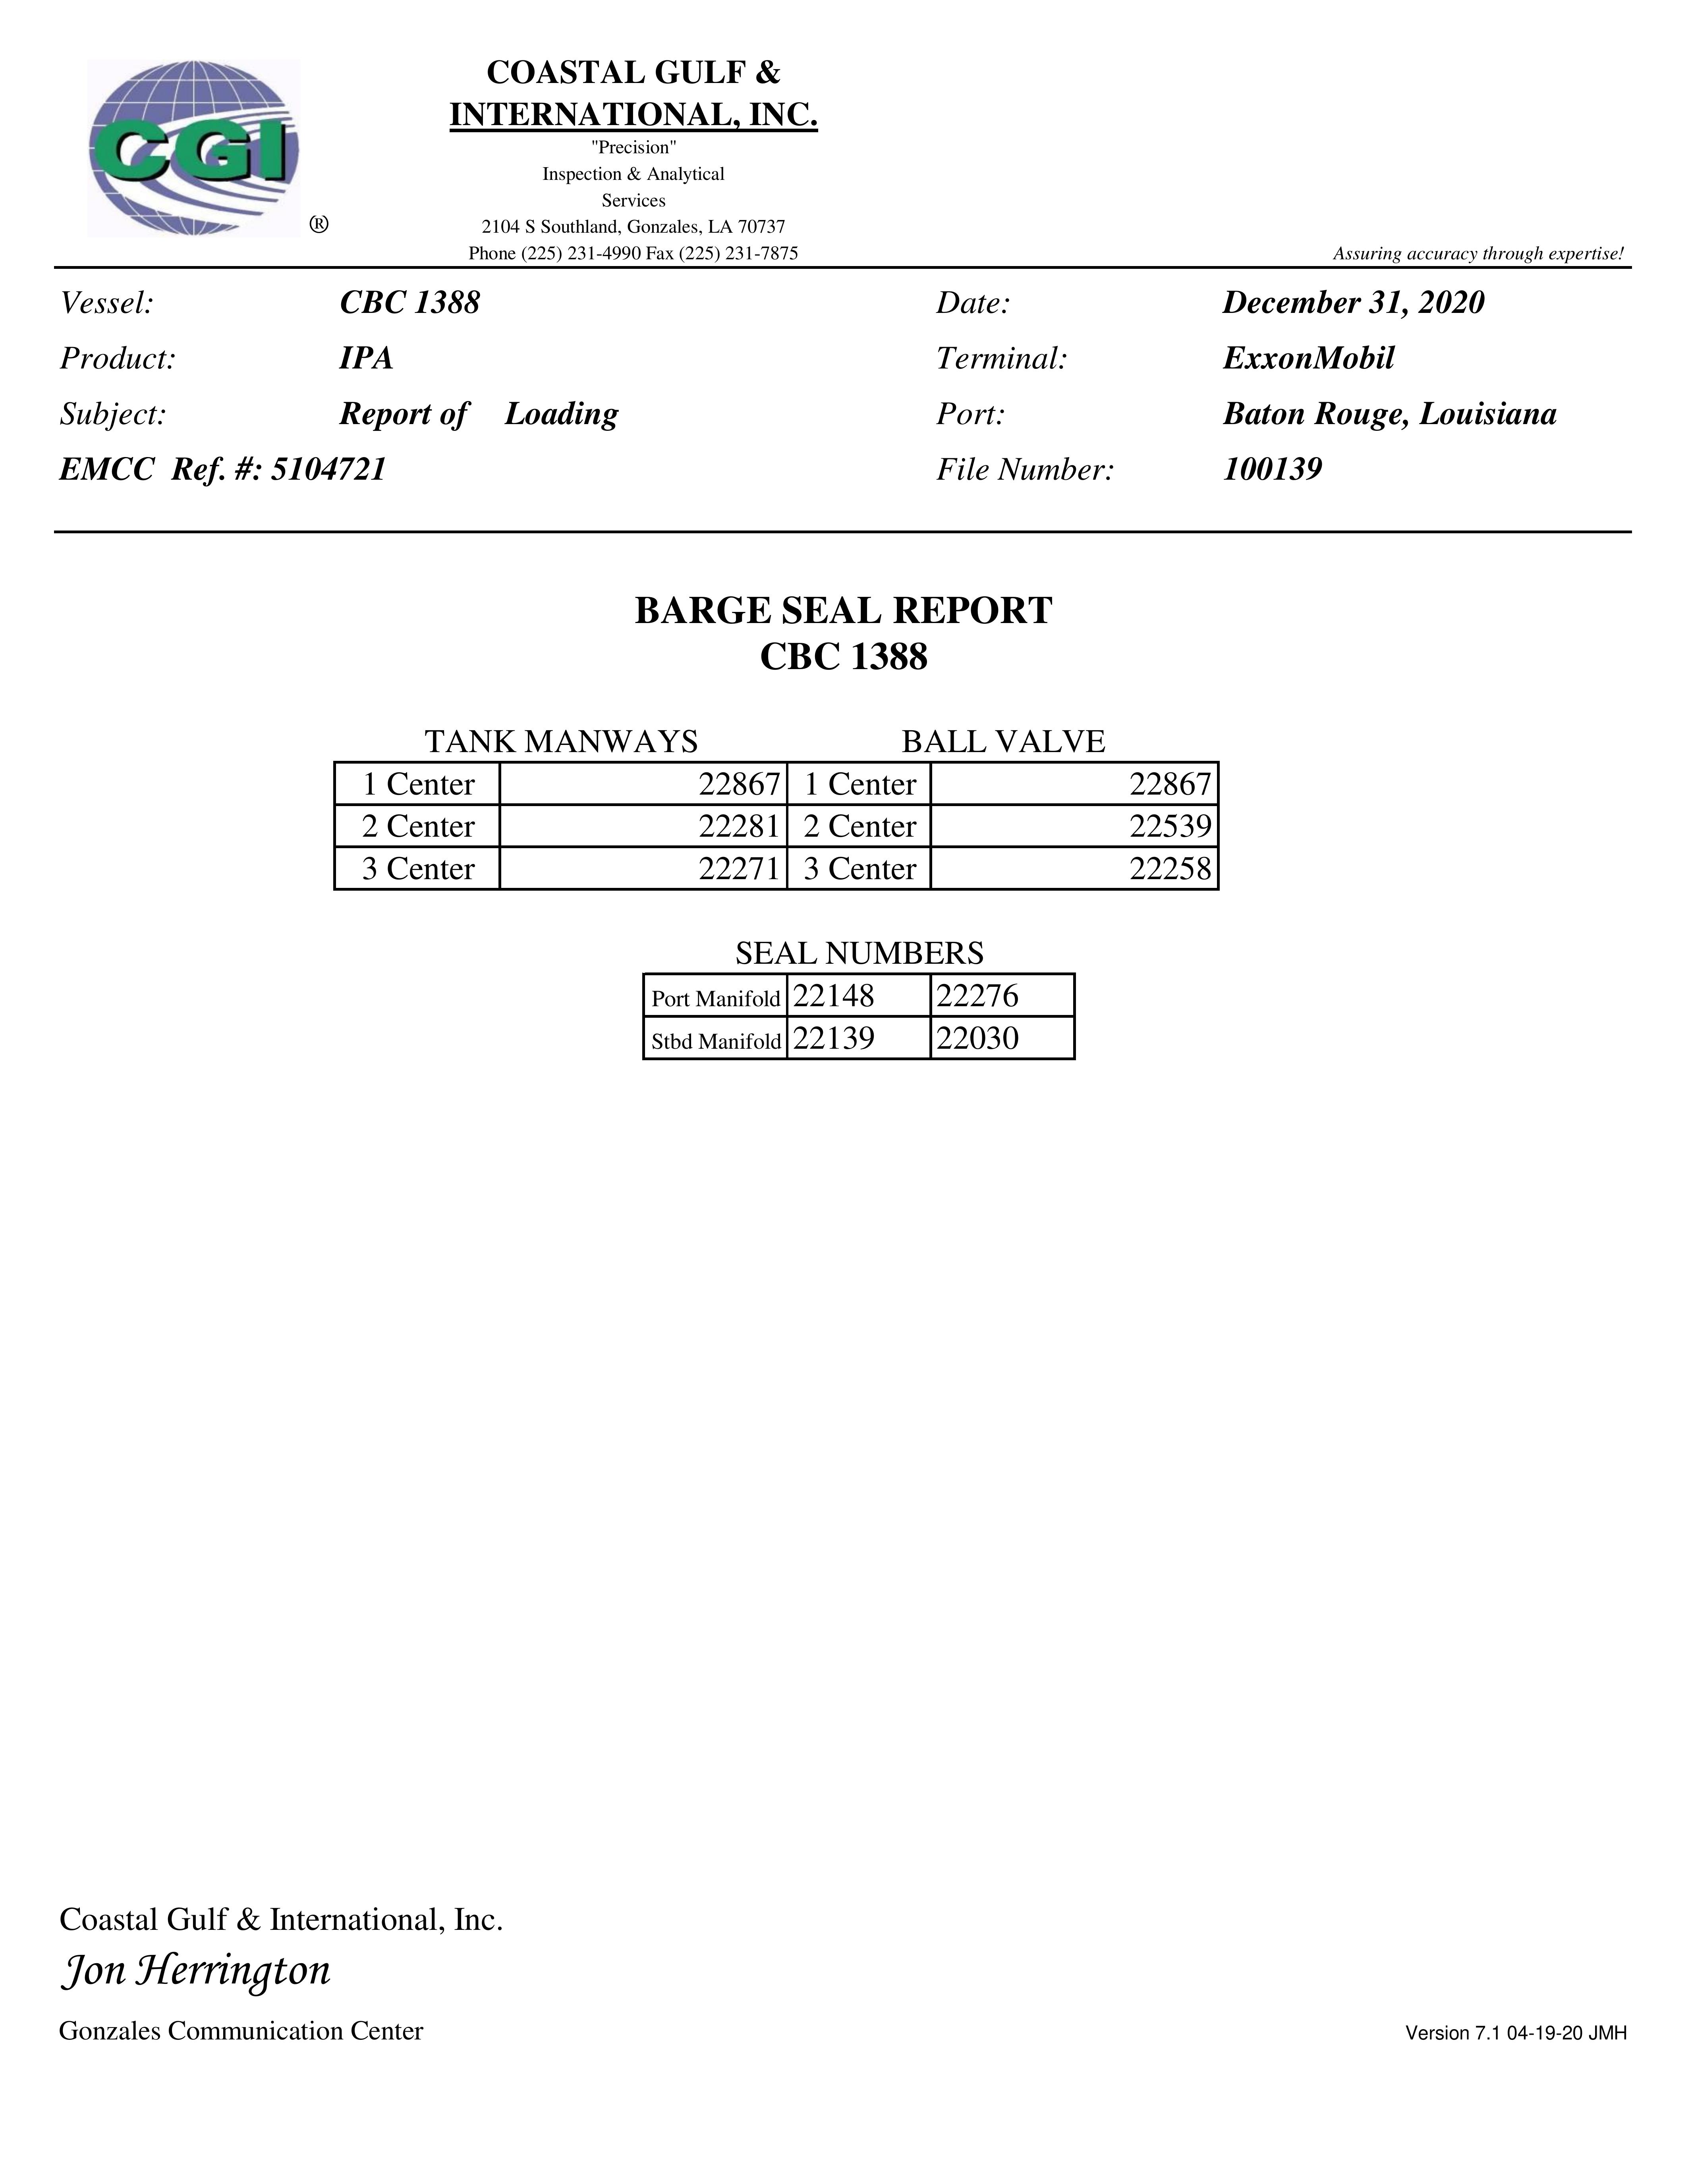 COASTAL GULF &
INTERNATIONAL, INC.
"Precision"
Inspection & Analytical
Services
2104 S Southland, Gonzales, LA 70737
Phone (225) 231-4990 Fax (225) 231-7875
CGI
®
Assuring accuracy through expertise!
Vessel: CBC 1388 Date: December 31, 2020
Product: IPA Terminal: ExxonMobil
Subject: Report of Loading Port: Baton Rouge, Louisiana
EMCC Ref. #: 5104721 File Number: 100139
BARGE SEAL REPORT
CBC 1388
TANK MANWAYS BALL VALVE
1 Center 22867 1 Center 22867
2 Center 22281 2 Center 22539
3 Center 22271 3 Center 22258
SEAL NUMBERS
Port Manifold 22148 22276
Stbd Manifold 22139 22030
Coastal Gulf & International, Inc.
Jon Herrington
Gonzales Communication Center Version 7.1 04-19-20 JMH